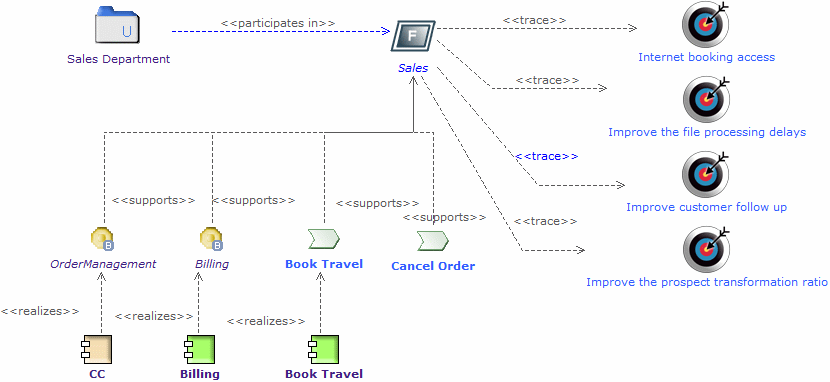 <<participates in>>
<<trace>>
U
F
Sales Department
Sales
Internet booking access
<<trace>>
Improve the file processing delays
<<trace>>
<<supports>>
<<supports>>
<<supports>>
<<supports>>
Improve customer follow up
<<trace>>
B
B
OrderManagement
Billing
Book Travel
Cancel Order
Improve the prospect transformation ratio
<<realizes>>
<<realizes>>
<<realizes>>
CC
Billing
Book Travel